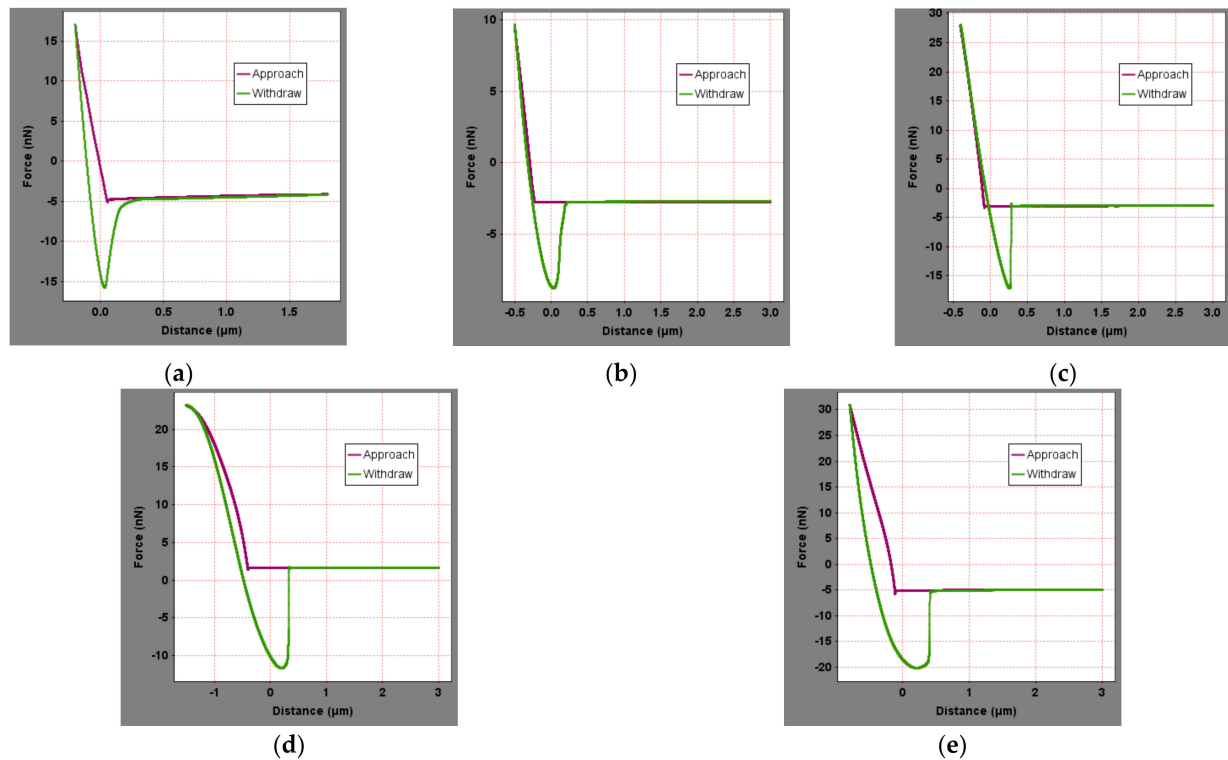 15
10
5
0
-5
-10
-15
Force (nN)
Approach
Withdraw
0.0
0.5
1.0
1.5
Distance (µm)
(a)
10
5
0
-5
Force (nN)
Approach
Withdraw
-0.5
0.0
0.5
1.0
1.5
2.0
2.5
3.0
Distance (µm)
(b)
30
25
20
15
10
5
0
-5
-10
-15
Force (nN)
Approach
Withdraw
-0.5
0.0
0.5
1.0
1.5
2.0
2.5
3.0
Distance (µm)
(c)
20
15
10
5
0
-5
-10
Force (nN)
Approach
Withdraw
-1
0
1
2
3
Distance (µm)
(d)
30
25
20
15
10
5
0
-5
-10
-15
-20
Force (nN)
Approach
Withdraw
0
1
2
3
Distance (µm)
(e)